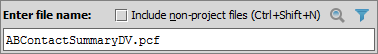 Enter file name: Include non-project files (Ctrl+Shift+N)
ABContactSummaryDV.pcf